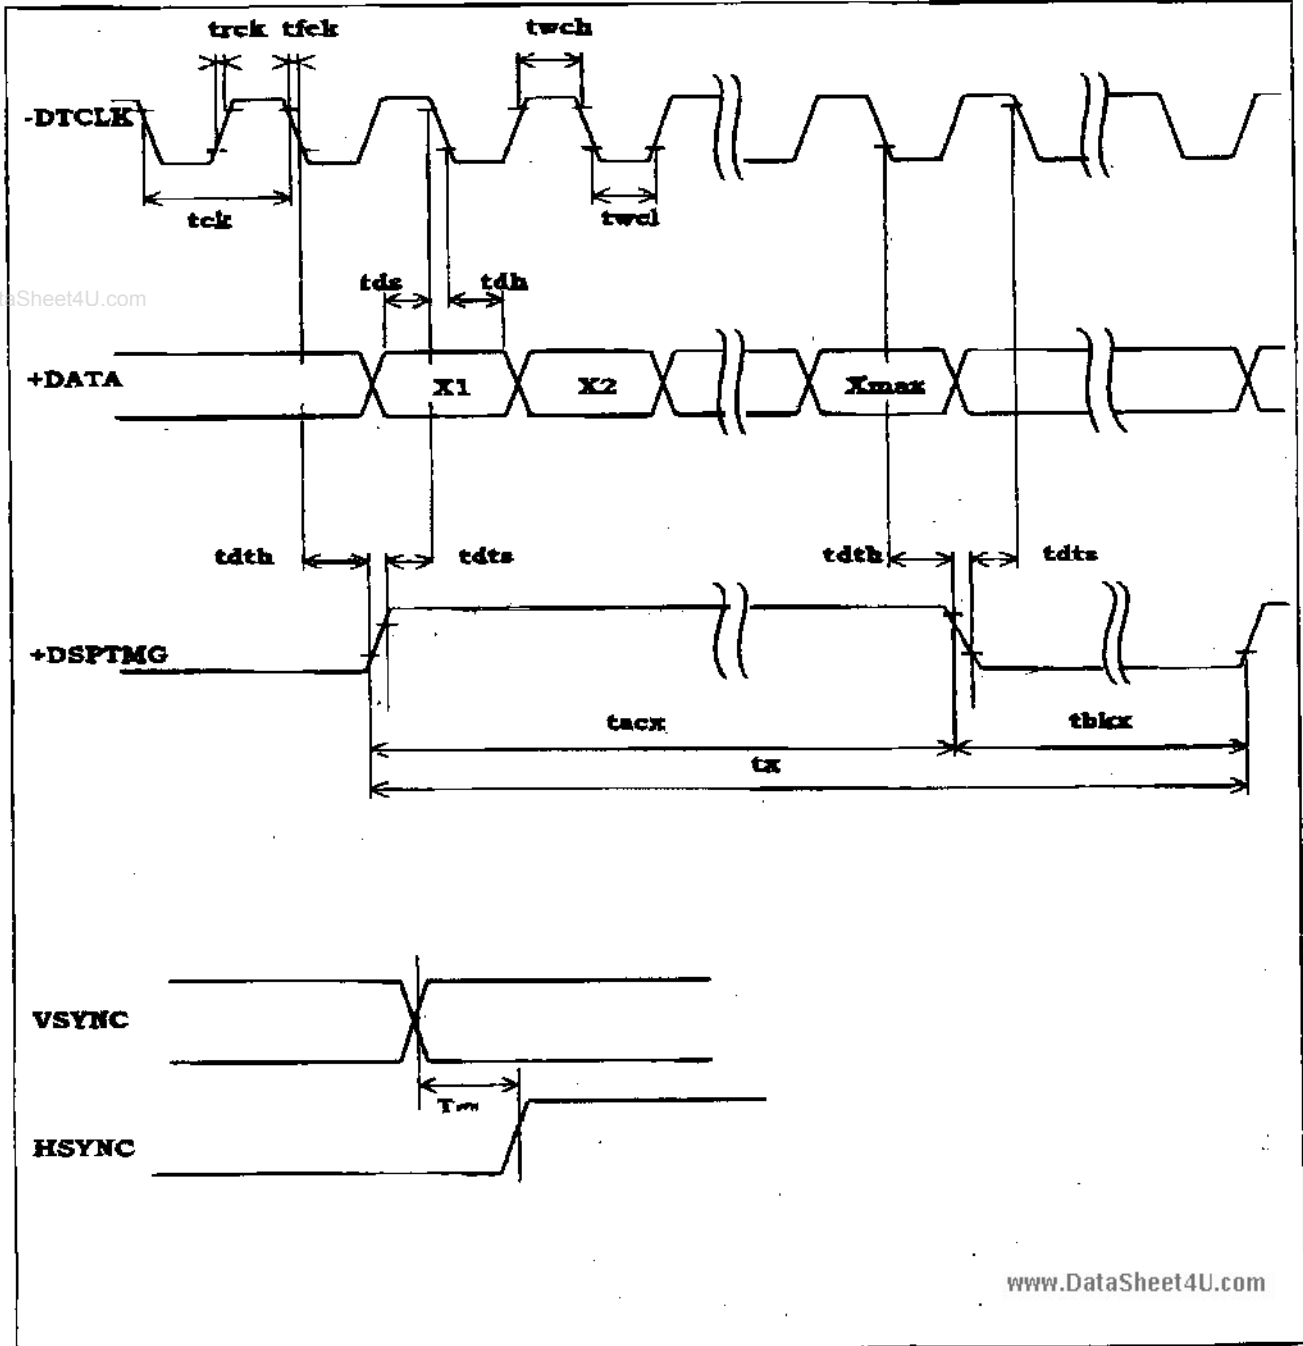 trck tfck twch
-DTCLK
tck
twcl
taSheet4U.com
tds tdh
+DATA
X1 X2 Xmax
tdth tdts tdth tdts
+DSPTMG
tacx tbkx
tx
VSYNC
HSYNC
www.DataSheet4U.com